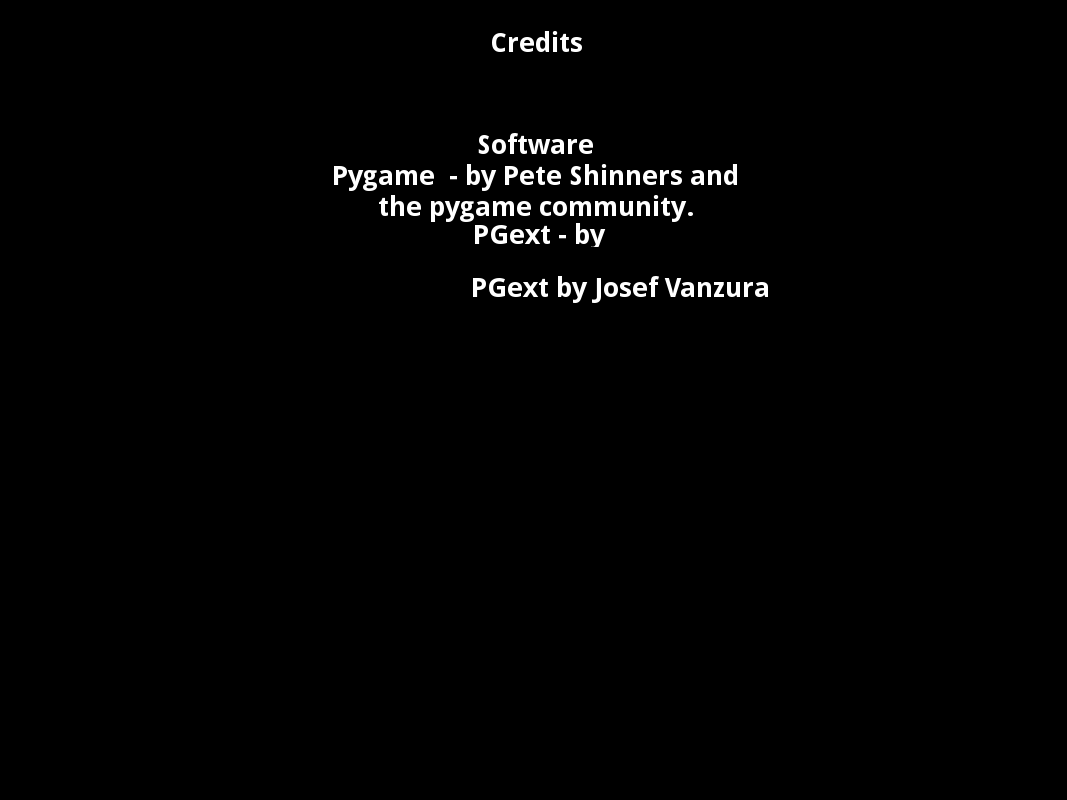 Credits
Software
Pygame  - by Pete Shinners and
the pygame community.
PGext - by
PGext by Josef Vanzura